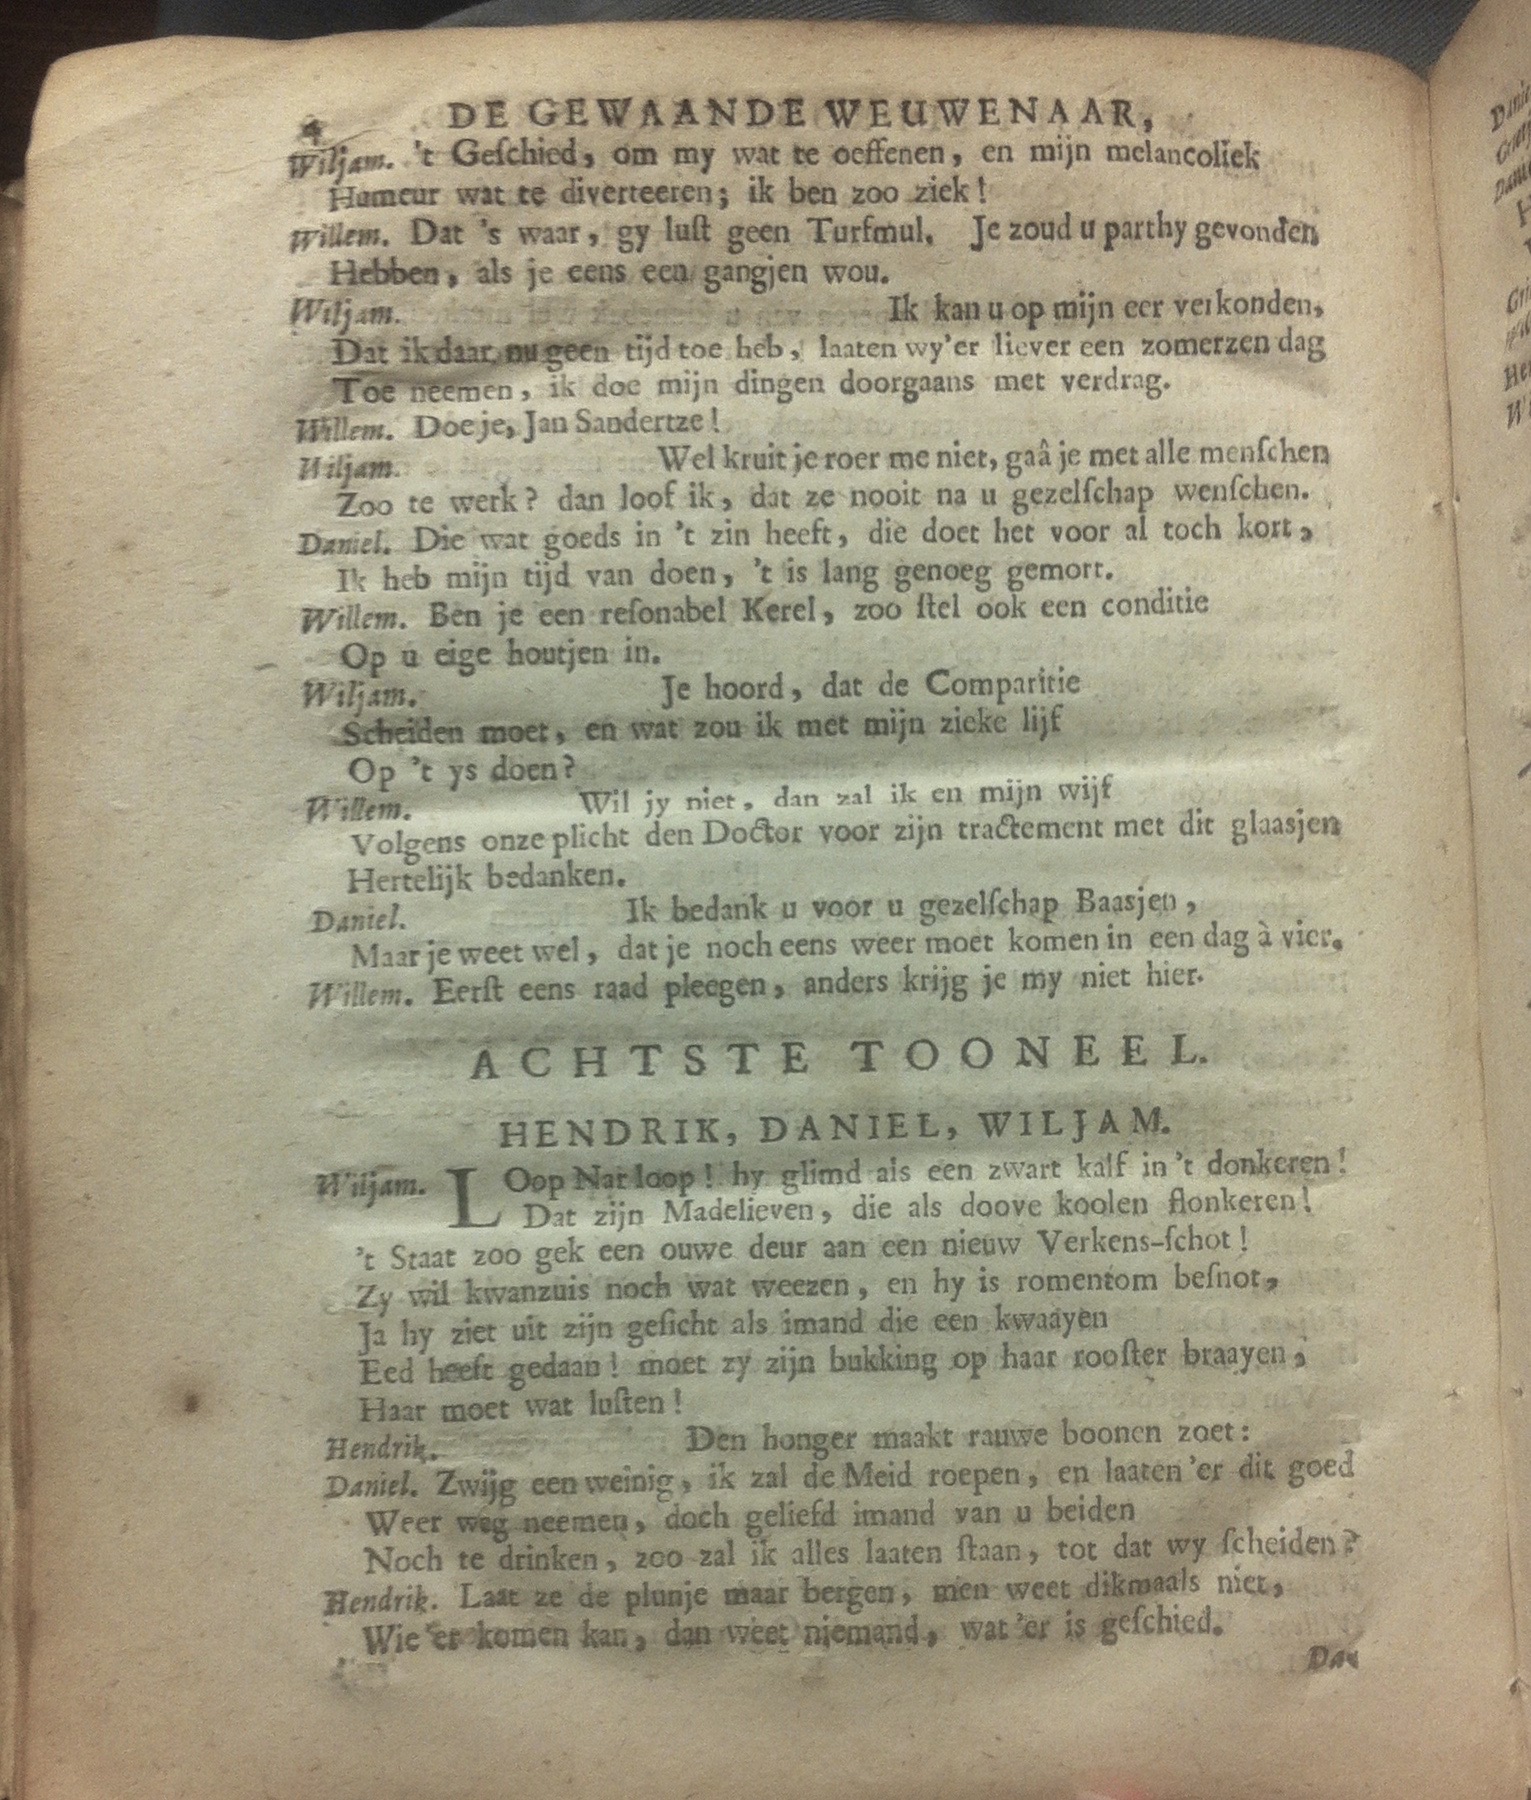 4 DE GEWAANDE WEUWENAAR,
Wiljam. 't Geſchied, om my wat te oeffenen, en mijn melancoliek
Humeur wat te diverteeren; ik ben zoo ziek!
Willem. Dat 's waar, gy luſt geen Turfmul. Je zoud u parthy gevonden
Hebben, als je eens een gangjen wou.
Wiljam. Ik kan u op mijn eer verkonden,
Dat ik daar nu geen tijd toe heb, laaten wy'er liever een zomerzen dag
Toe neemen, ik doe mijn dingen doorgaans met verdrag.
Willem. Doe je, Jan Sandertze!
Wiljam. Wel kruit je roer me niet, gaâ je met alle menſchen
Zoo te werk? dan loof ik, dat ze nooit na u gezelſchap wenſchen.
Daniel. Die wat goeds in 't zin heeft, die doet het voor al toch kort,
Ik heb mijn tijd van doen, 't is lang genoeg gemort.
Willem. Ben je een reſonabel Kerel, zoo ſtel ook een conditie
Op u eige houtjen in.
Wiljam. Je hoord, dat de Comparitie
Scheiden moet, en wat zou ik met mijn zieke lijf
Op 't ys doen?
Willem. Wil jy niet, dan zal ik en mijn wijf
Volgens onze plicht den Doctor voor zijn tractement met dit glaasjen
Hertelijk bedanken.
Daniel. Ik bedank u voor u gezelſchap Baasjen,
Maar je weet wel, dat je noch eens weer moet komen in een dag à vier.
Willem. Eerſt eens raad pleegen, anders krijg je my niet hier.
ACHTSTE TOONEEL.
HENDRIK, DANIEL, WILJAM.
Wiljam. LOop Nar loop! hy glimd als een zwart kalf in 't donkeren!
Dat zijn Madelieven, die als doove koolen flonkeren!
't Staat zoo gek een ouwe deur aan een nieuw Verkens-ſchot!
Zy wil kwanzuis noch wat weezen, en hy is romentom beſnot,
Ja hy ziet uit zijn geſicht als imand die een kwaayen
Eed heeft gedaan! moet zy zijn bukking op haar rooſter braayen,
Haar moet wat luſten!
Hendrik. Den honger maakt rauwe boonen zoet:
Daniel. Zwijg een weinig, ik zal de Meid roepen, en laaten'er dit goed
Weer weg neemen, doch geliefd imand van u beiden
Noch te drinken, zoo zal ik alles laaten ſtaan, tot dat wy ſcheiden?
Hendrik. Laat ze de plunje maar bergen, men weet dikmaals niet,
Wie 'er komen kan, dan weet niemand, wat'er is geſchied.
Da